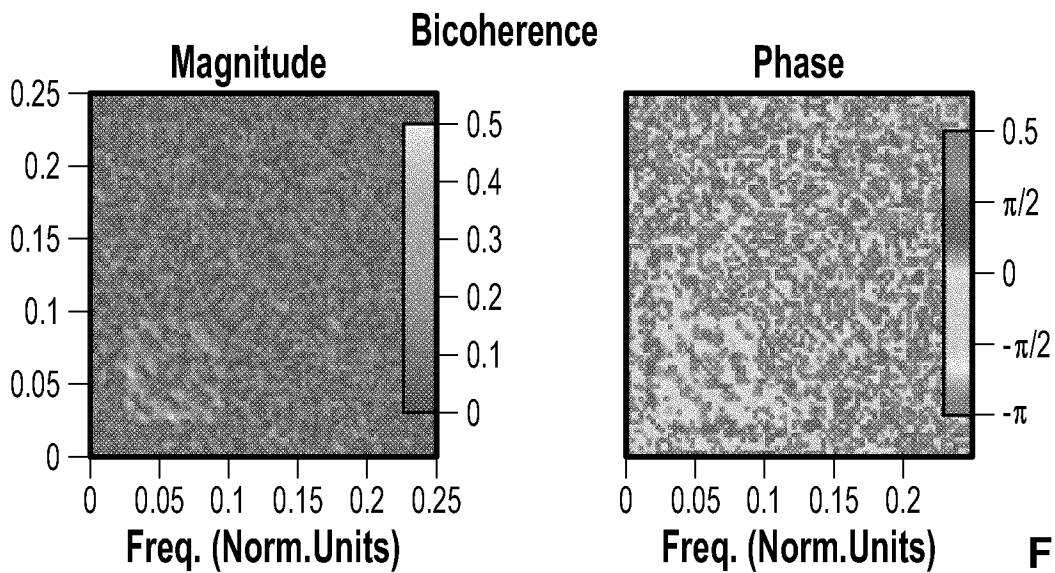 Bicoherence
Magnitude
0.25
0.2
0.15
0.1
0.05
0
0.5
0.4
0.3
0.2
0.1
0
0 0.05 0.1 0.15 0.2 0.25
Freq. (Norm.Units)
Phase
0.5
π/2
0
-π/2
-π
0 0.05 0.1 0.15 0.2
Freq. (Norm.Units)
F